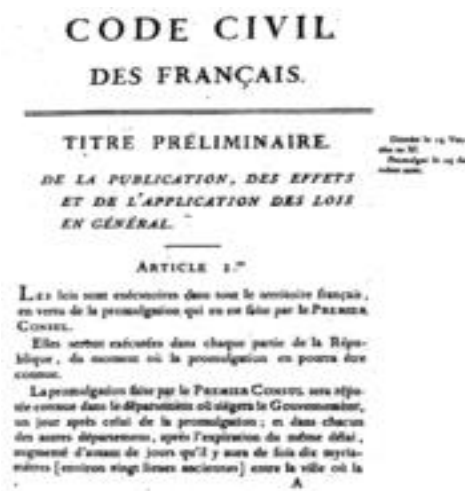 CODE CIVIL
DES FRANÇAIS.
TITRE PRÉLIMINAIRE.
DE LA PUBLICATION, DES EFFETS
ET DE L'APPLICATION DES LOIS
EN GÉNÉRAL.
ARTICLE 1.er
LES lois sont exécutoires dans tout le territoire français,
en vertu de la promulgation qui en est faite par le PREMIER
CONSUL.
Elles seront exécutées dans chaque partie de la Répu-
blique, du moment où la promulgation en pourra être
connue.
La promulgation faite par le PREMIER CONSUL sera répu-
tée connue dans le département où siégera le Gouvernement,
un jour après celui de la promulgation ; et dans chacun
des autres départemens, après l'expiration du même délai,
augmenté d'autant de jours qu'il y aura de fois dix myria-
mètres [environ vingt lieues anciennes] entre la ville où la
A
Promulgué le